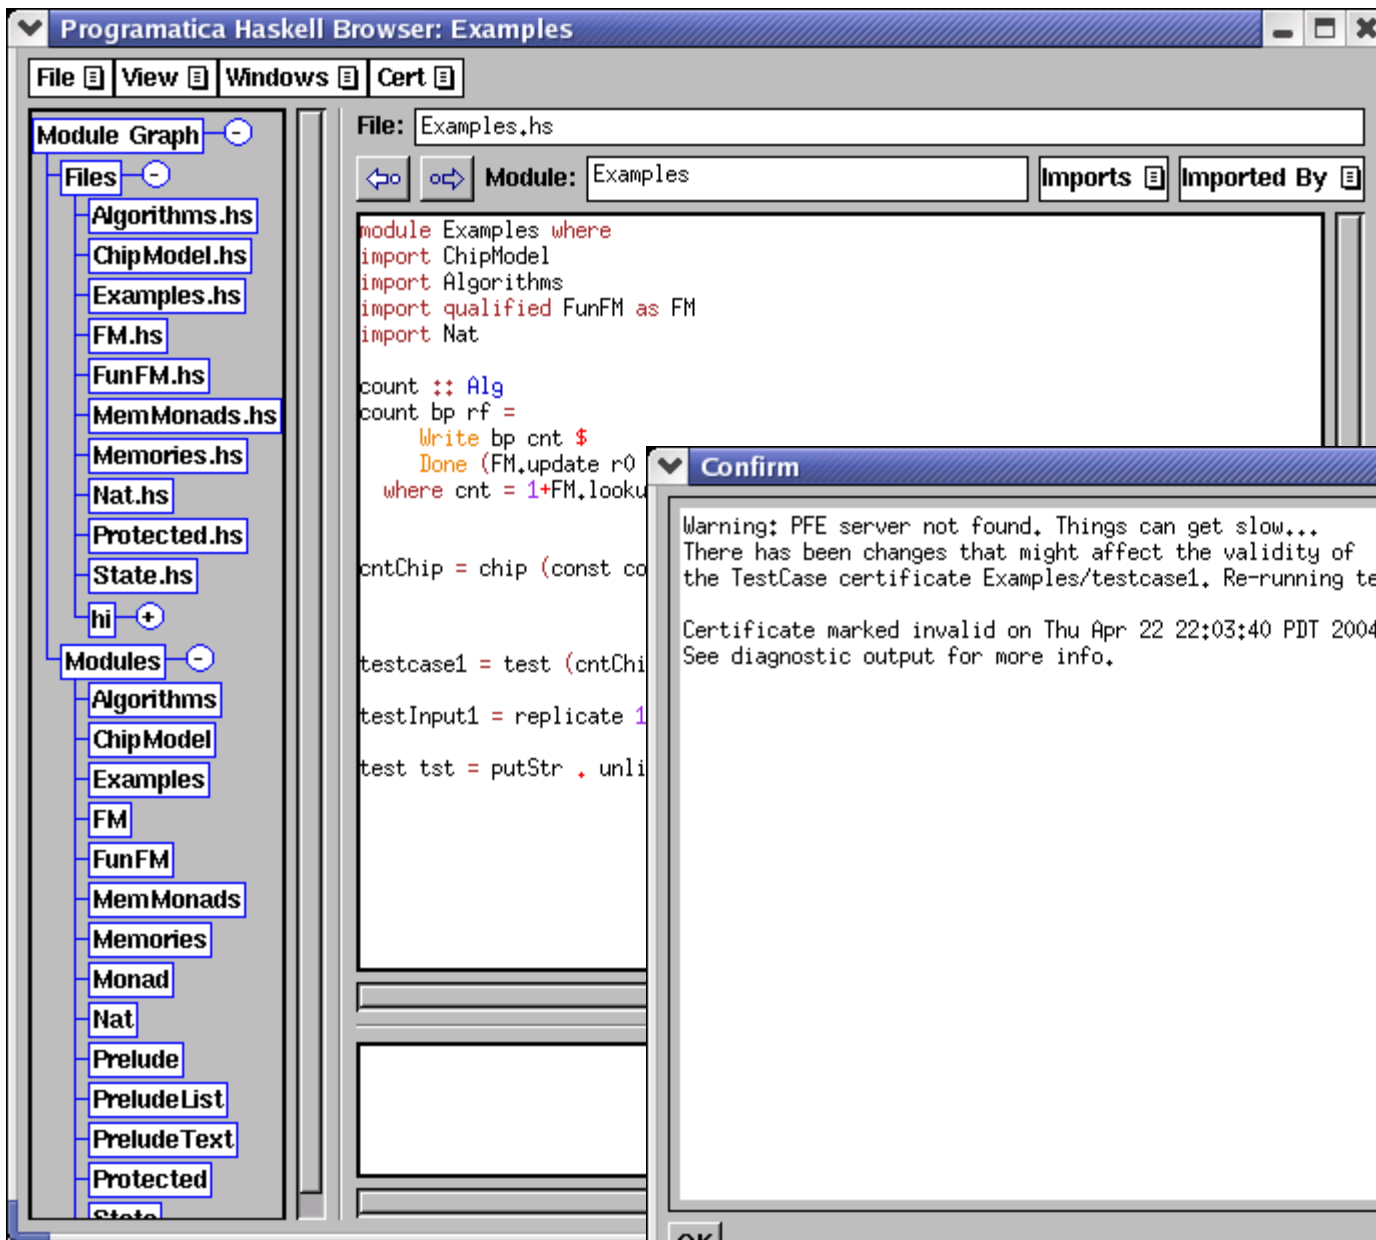 Programatica Haskell Browser: Examples
File View Windows Cert
Module Graph
Files
Algorithms.hs
ChipModel.hs
Examples.hs
FM.hs
FunFM.hs
MemMonads.hs
Memories.hs
Nat.hs
Protected.hs
State.hs
hi
Modules
Algorithms
ChipModel
Examples
FM
FunFM
MemMonads
Memories
Monad
Nat
Prelude
PreludeList
PreludeText
Protected
State
File: Examples.hs
Module: Examples Imports Imported By
module Examples where
import ChipModel
import Algorithms
import qualified FunFM as FM
import Nat
count :: Alg
count bp rf =
Write bp cnt $
Done (FM.update r0
where cnt = 1+FM.looku
cntChip = chip (const co
testcase1 = test (cntChi
testInput1 = replicate 1
test tst = putStr . unli
Confirm
Warning: PFE server not found. Things can get slow...
There has been changes that might affect the validity of
the TestCase certificate Examples/testcase1. Re-running te
Certificate marked invalid on Thu Apr 22 22:03:40 PDT 2004
See diagnostic output for more info.
OK